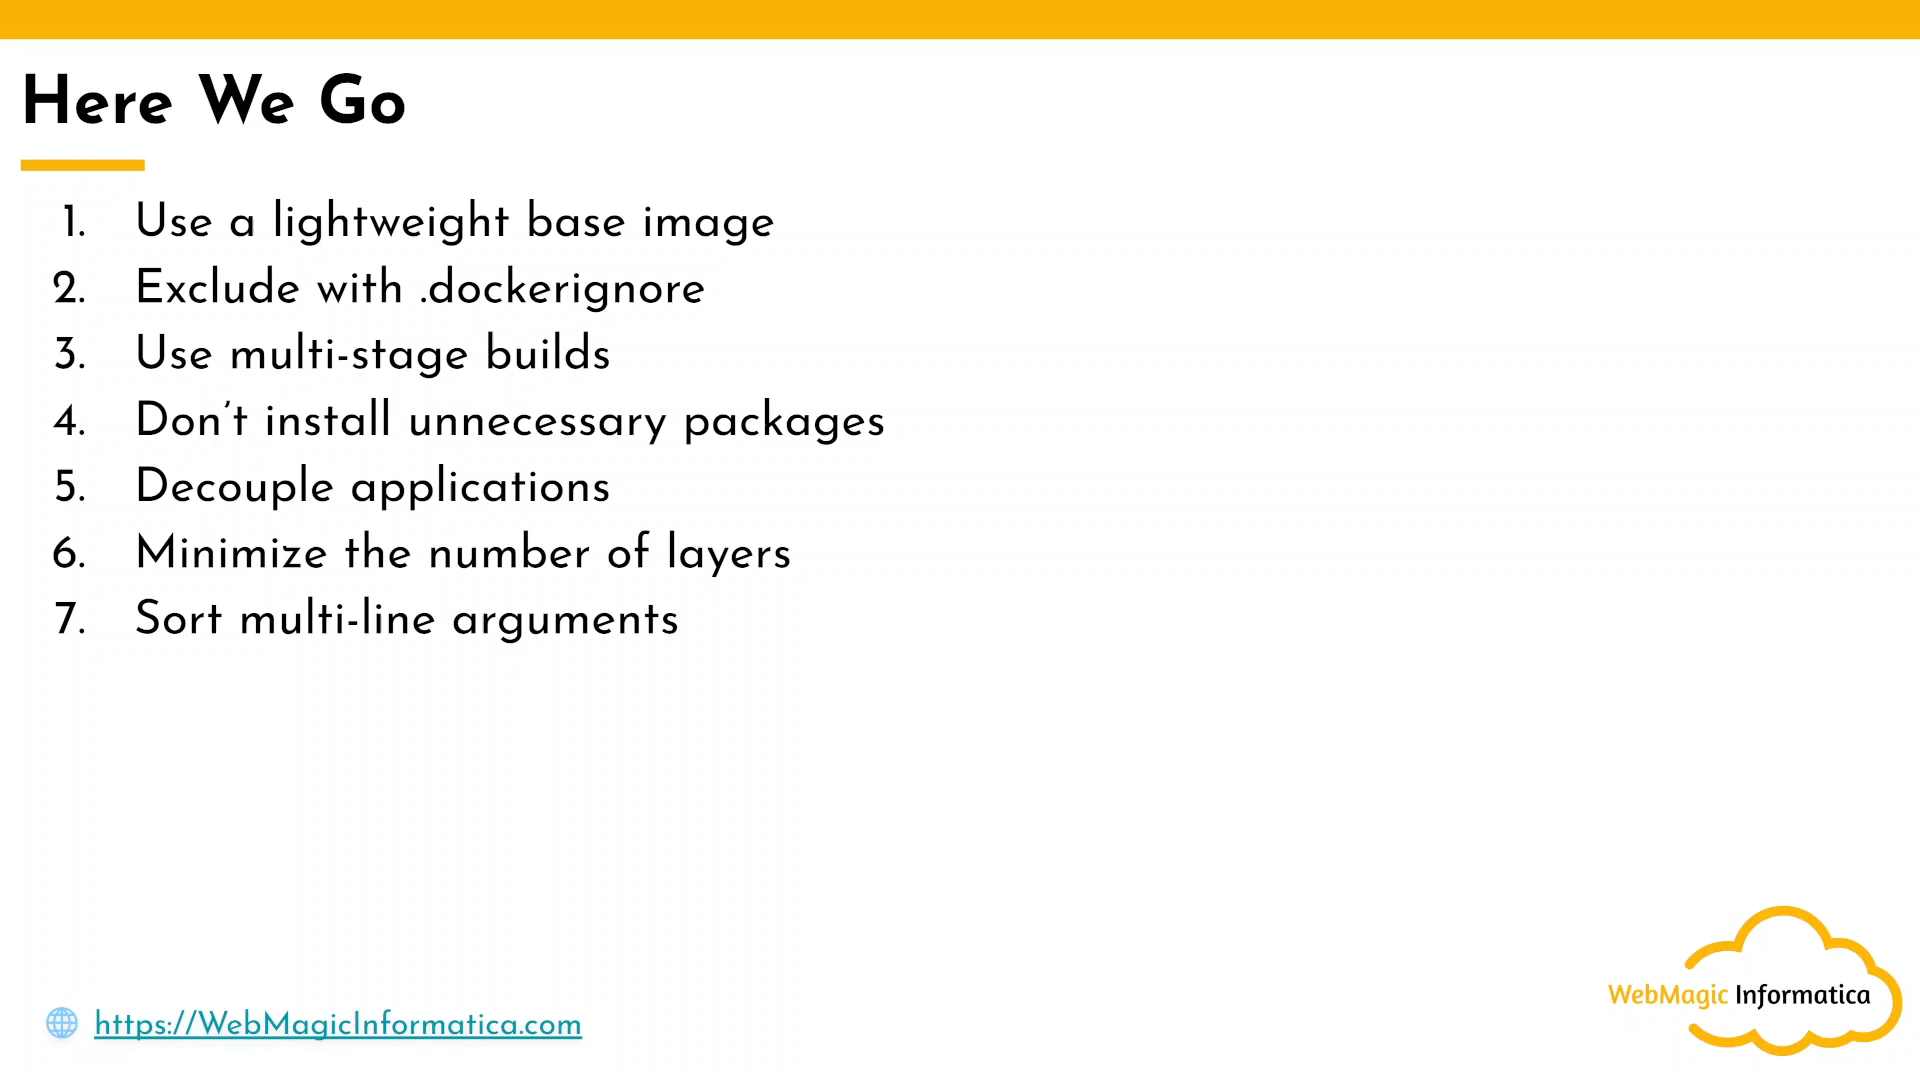 Here We Go
1. Use a lightweight base image
2. Exclude with .dockerignore
3. Use multi-stage builds
4. Don’t install unnecessary packages
5. Decouple applications
6. Minimize the number of layers
7. Sort multi-line arguments
https://WebMagicInformatica.com
WebMagic Informatica